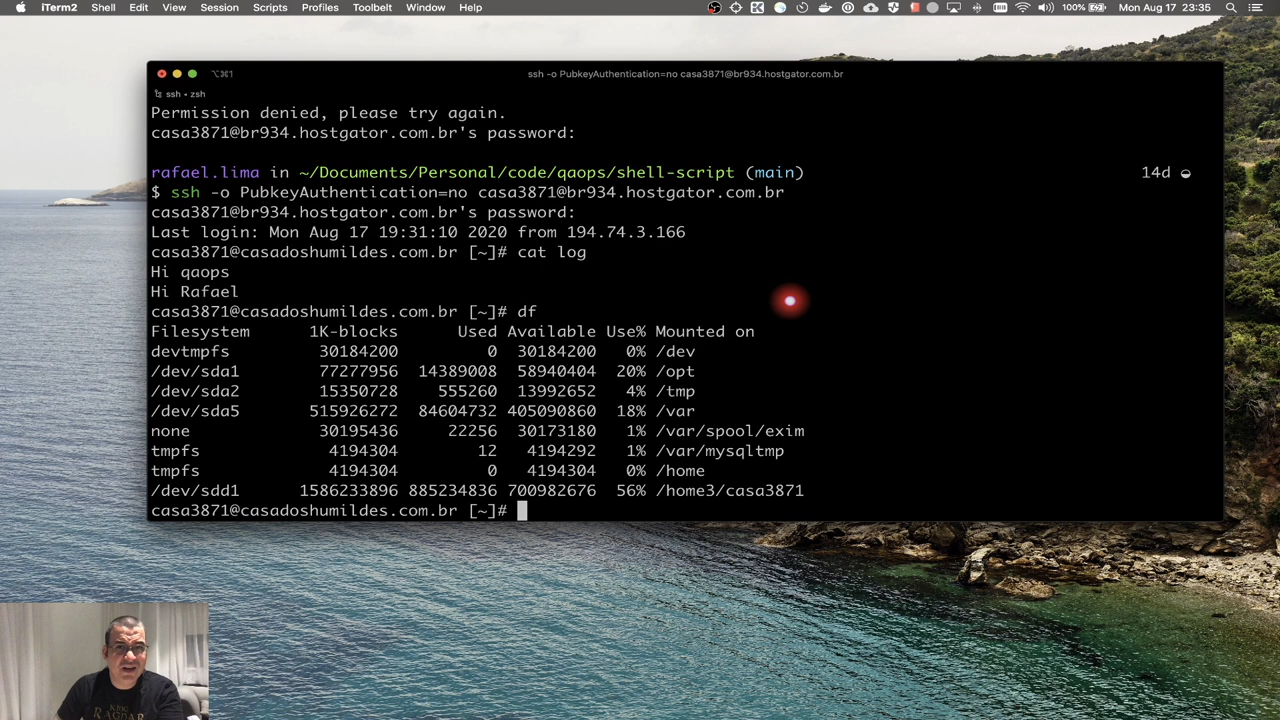 iTerm2 Shell Edit View Session Scripts Profiles Toolbelt Window Help 100% Mon Aug 17 23:35
⌥⌘1 ssh -o PubkeyAuthentication=no casa3871@br934.hostgator.com.br
ssh • zsh
Permission denied, please try again.
casa3871@br934.hostgator.com.br's password:
rafael.lima in ~/Documents/Personal/code/qaops/shell-script (main) 14d
$ ssh -o PubkeyAuthentication=no casa3871@br934.hostgator.com.br
casa3871@br934.hostgator.com.br's password:
Last login: Mon Aug 17 19:31:10 2020 from 194.74.3.166
casa3871@casadoshumildes.com.br [~]# cat log
Hi qaops
Hi Rafael
casa3871@casadoshumildes.com.br [~]# df
Filesystem 1K-blocks Used Available Use% Mounted on
devtmpfs 30184200 0 30184200 0% /dev
/dev/sda1 77277956 14389008 58940404 20% /opt
/dev/sda2 15350728 555260 13992652 4% /tmp
/dev/sda5 515926272 84604732 405090860 18% /var
none 30195436 22256 30173180 1% /var/spool/exim
tmpfs 4194304 12 4194292 1% /var/mysqltmp
tmpfs 4194304 0 4194304 0% /home
/dev/sdd1 1586233896 885234836 700982676 56% /home3/casa3871
casa3871@casadoshumildes.com.br [~]#
KING
RAGNAR